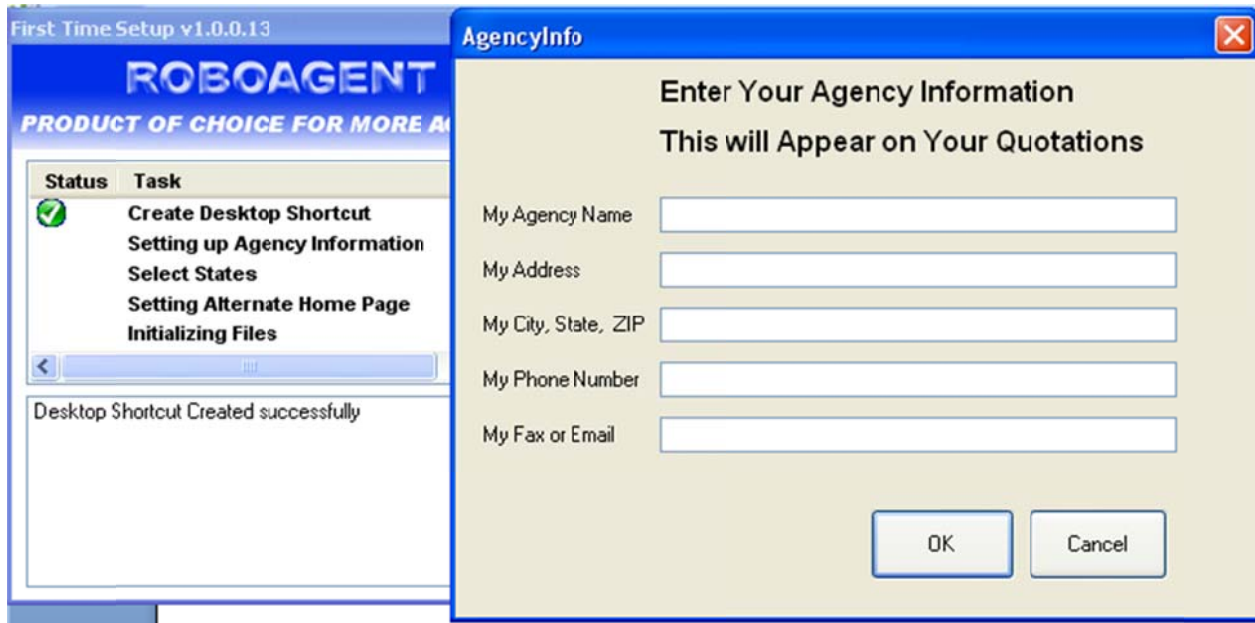 First Time Setup v1.0.0.13
ROBOAGENT
PRODUCT OF CHOICE FOR MORE
Status Task
Create Desktop Shortcut
Setting up Agency Information
Select States
Setting Alternate Home Page
Initializing Files
Desktop Shortcut Created successfully
AgencyInfo
Enter Your Agency Information
This will Appear on Your Quotations
My Agency Name
My Address
My City, State, ZIP
My Phone Number
My Fax or Email
OK Cancel